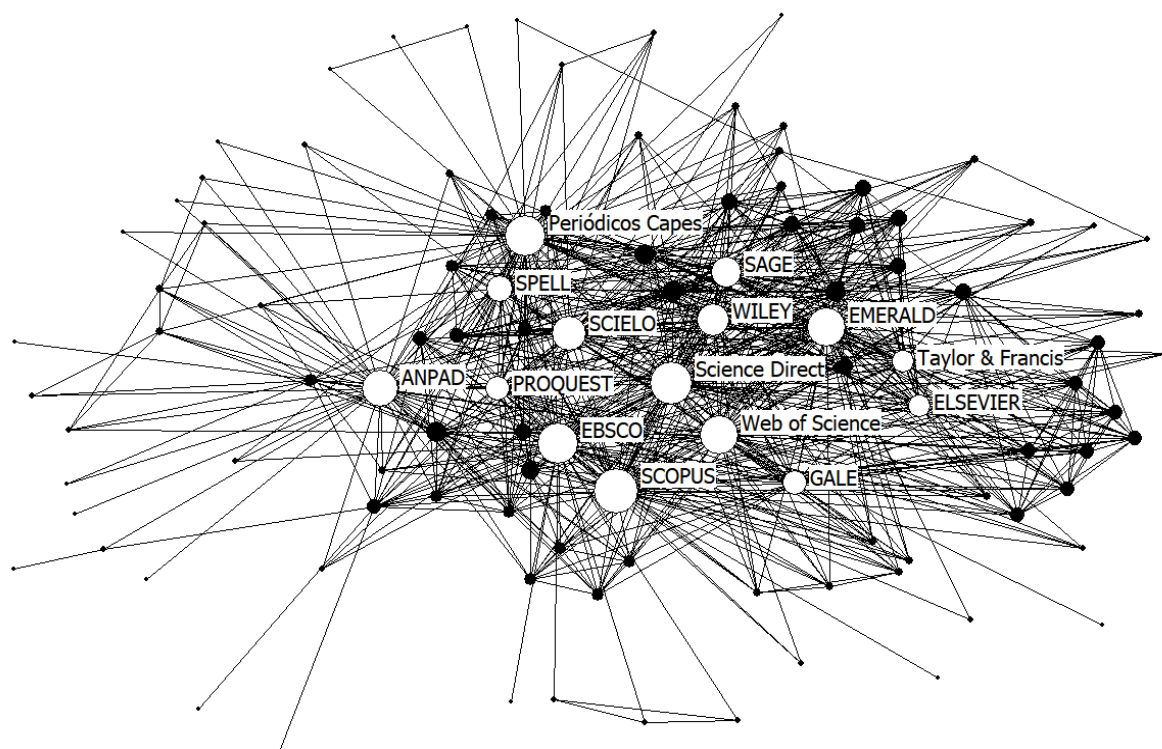 Periódicos Capes
SAGE
SPELL
WILEY
EMERALD
SCIELO
Taylor & Francis
Science Direct
ANPAD
PROQUEST
ELSEVIER
Web of Science
EBSCO
SCOPUS
GALE